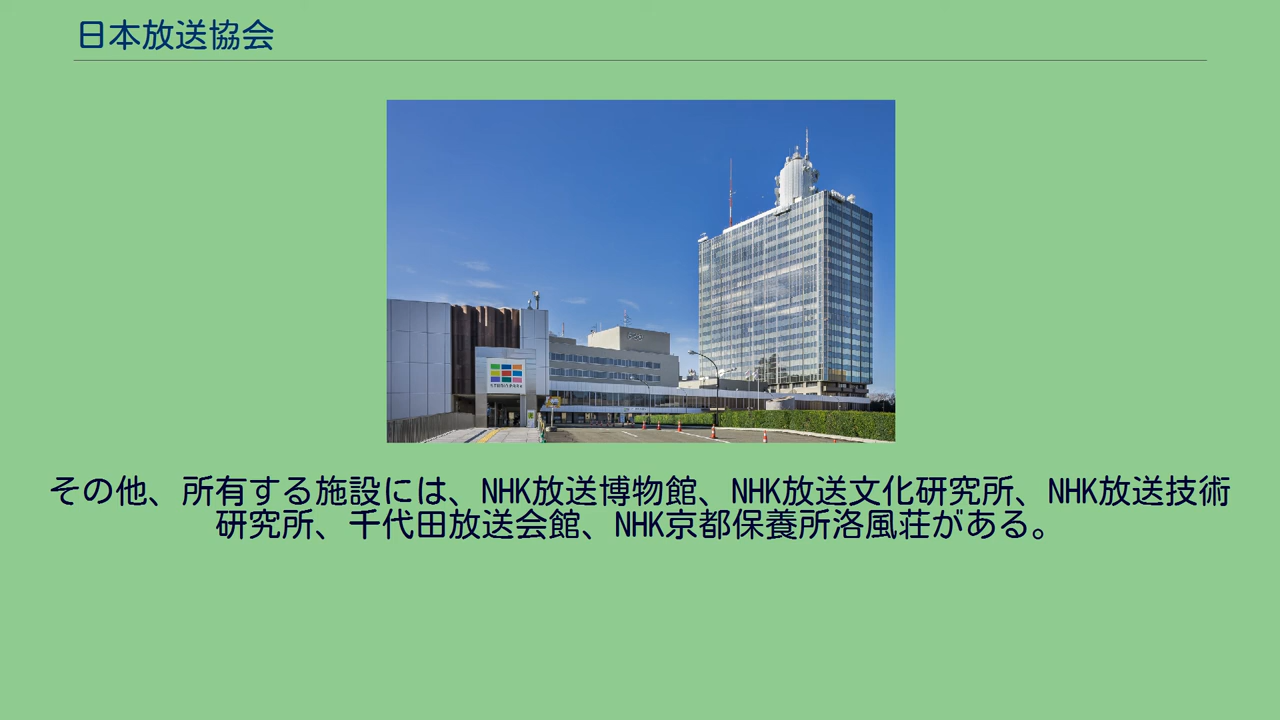 日本放送協会
その他、所有する施設には、NHK放送博物館、NHK放送文化研究所、NHK放送技術
研究所、千代田放送会館、NHK京都保養所洛風荘がある。